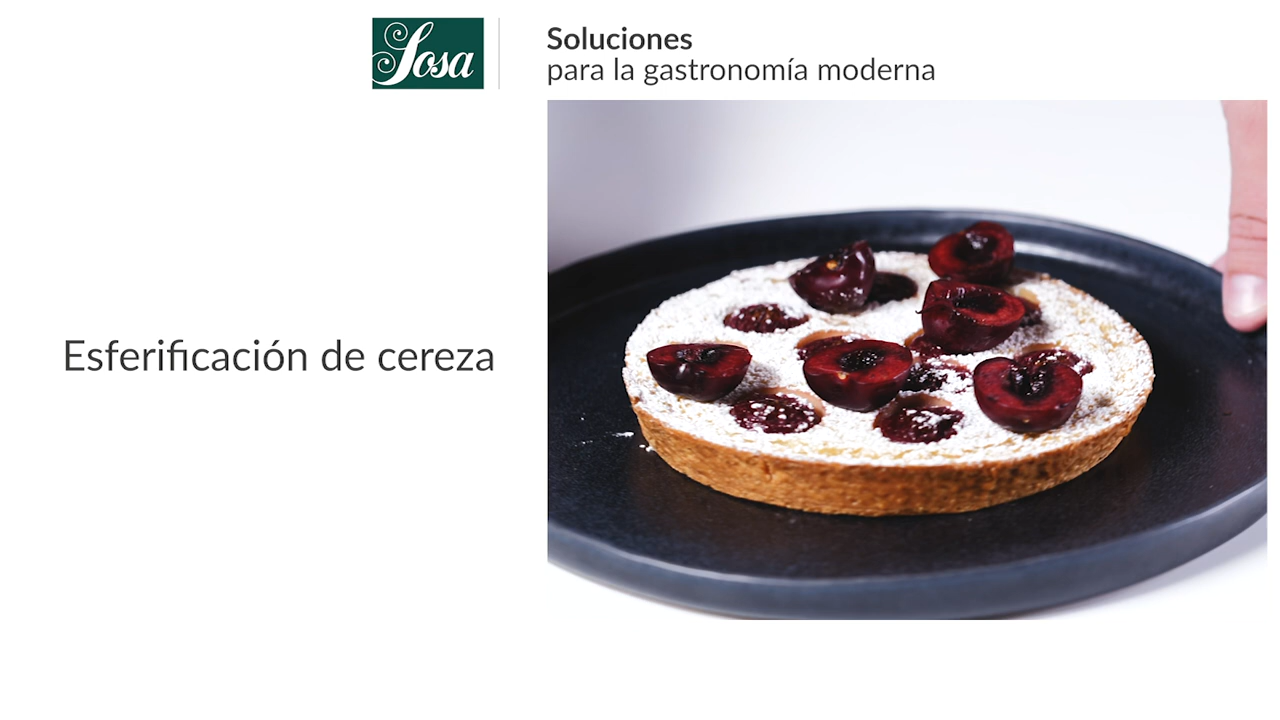 Sosa
Soluciones
para la gastronomía moderna
Esferificación de cereza